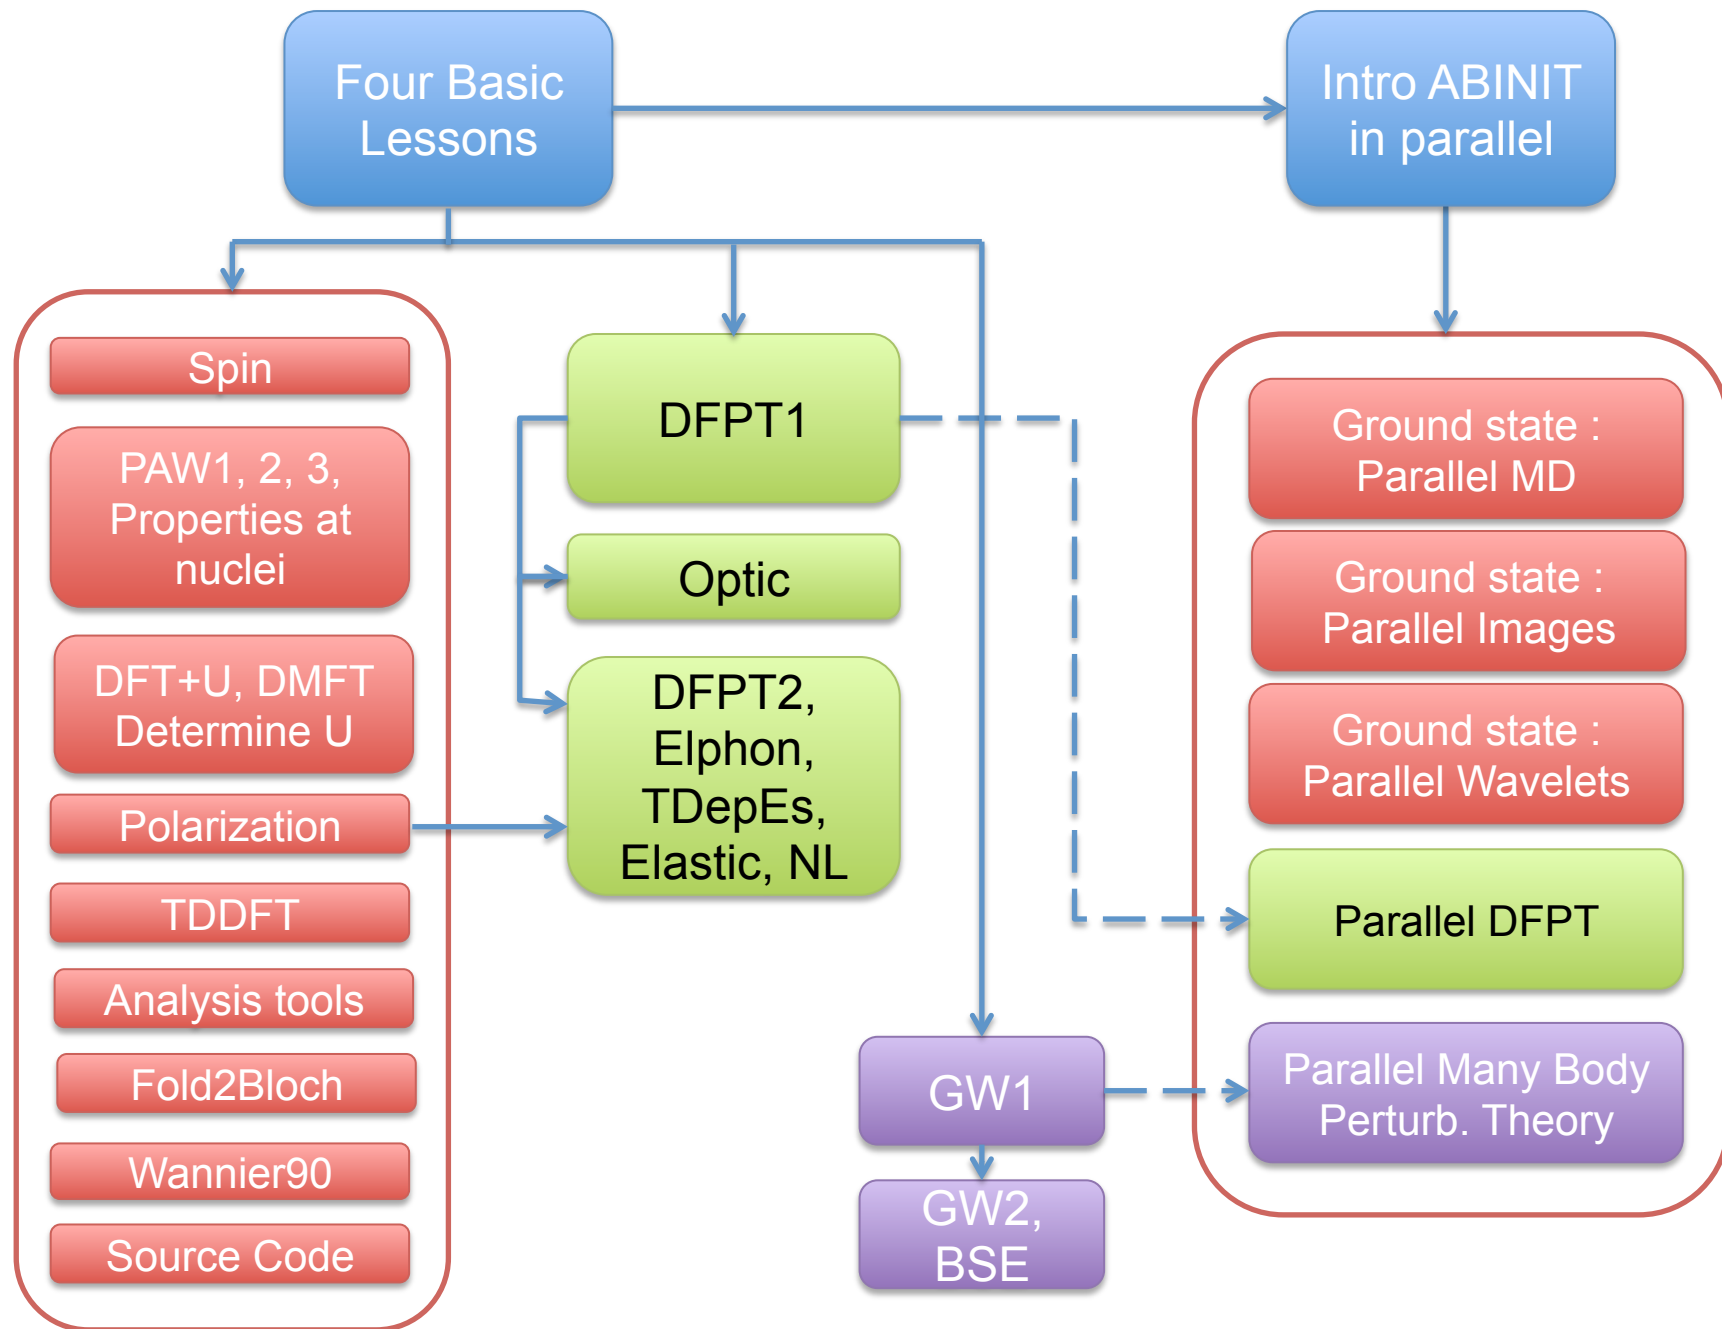 Four Basic
Lessons
Intro ABINIT
in parallel
Spin
PAW1, 2, 3,
Properties at
nuclei
DFT+U, DMFT
Determine U
Polarization
TDDFT
Analysis tools
Fold2Bloch
Wannier90
Source Code
DFPT1
Optic
DFPT2,
Elphon,
TDepEs,
Elastic, NL
GW1
GW2,
BSE
Ground state :
Parallel MD
Ground state :
Parallel Images
Ground state :
Parallel Wavelets
Parallel DFPT
Parallel Many Body
Perturb. Theory